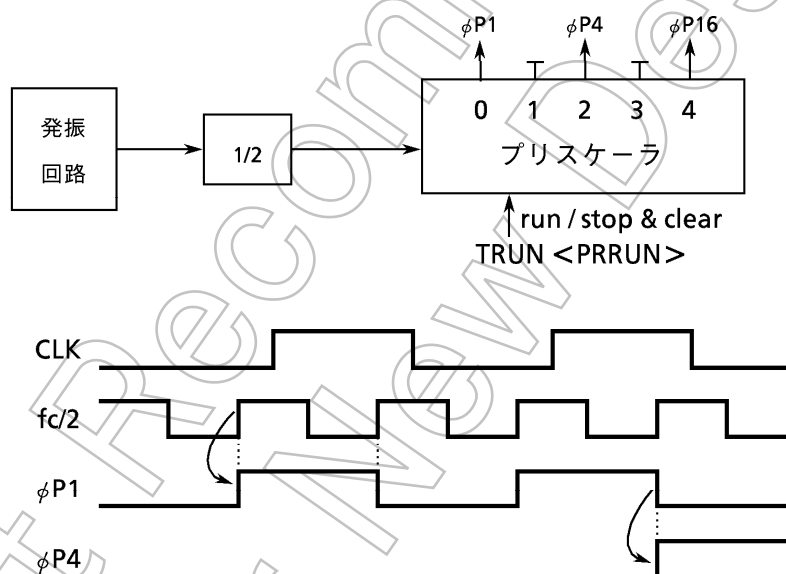 φP1 φP4 φP16
0 1 2 3 4
発振
回路
1/2
プリスケーラ
run / stop & clear
TRUN <PRRUN>
CLK
fc/2
φP1
φP4